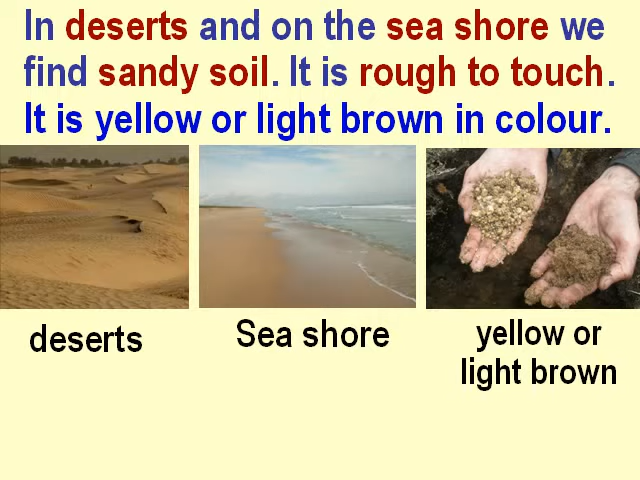 In deserts and on the sea shore we
find sandy soil. It is rough to touch.
It is yellow or light brown in colour.
deserts
Sea shore
yellow or
light brown